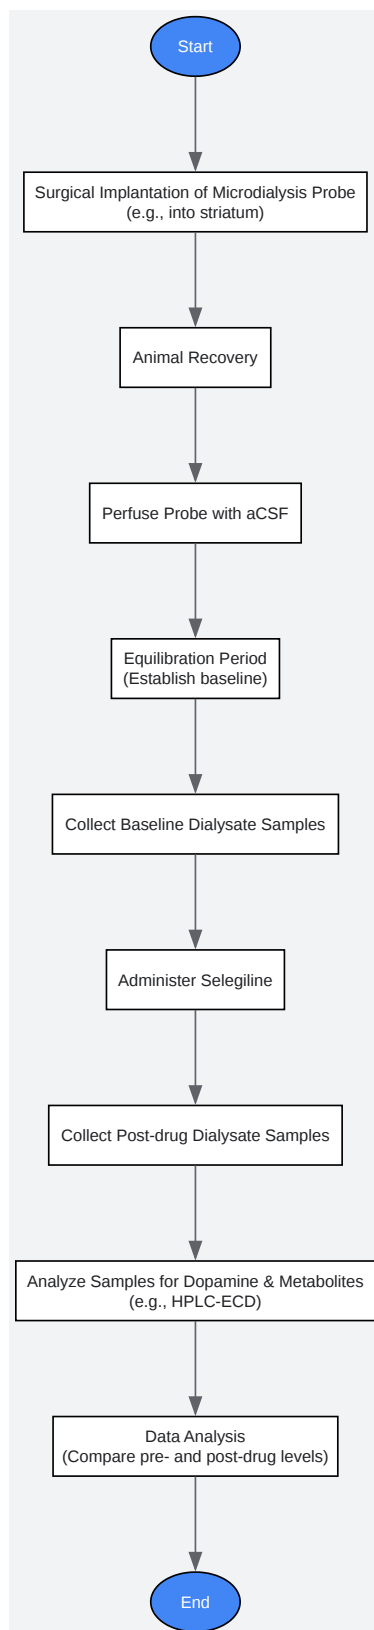 Start
Surgical Implantation of Microdialysis Probe
(e.g., into striatum)
Animal Recovery
Perfuse Probe with aCSF
Equilibration Period
(Establish baseline)
Collect Baseline Dialysate Samples
Administer Selegiline
Collect Post-drug Dialysate Samples
Analyze Samples for Dopamine & Metabolites
(e.g., HPLC-ECD)
Data Analysis
(Compare pre- and post-drug levels)
End